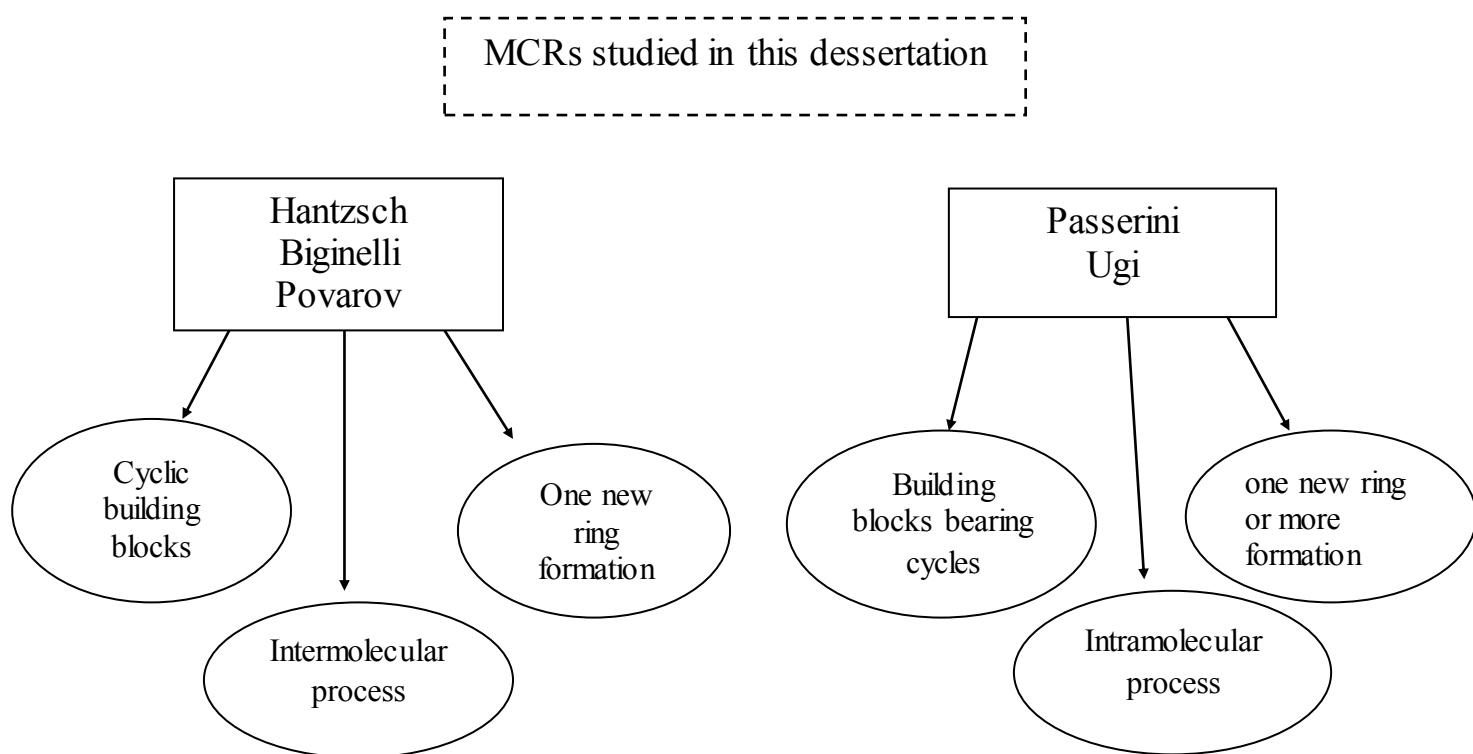 MCRs studied in this dessertation
Hantzsch
Biginelli
Povarov
Passerini
Ugi
Cyclic
building
blocks
Intermolecular
process
One new
ring
formation
Building
blocks bearing
cycles
Intramolecular
process
one new ring
or more
formation